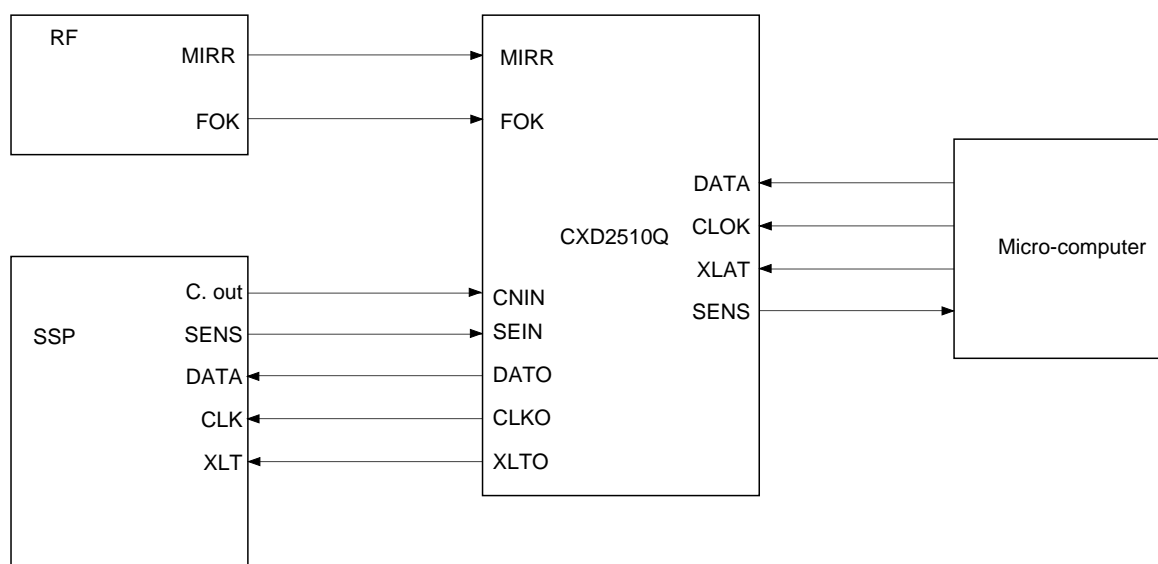 RF
MIRR
FOK
MIRR
FOK
CXD2510Q
DATA
CLOK
XLAT
SENS
Micro-computer
SSP
C. out
SENS
DATA
CLK
XLT
CNIN
SEIN
DATO
CLKO
XLTO